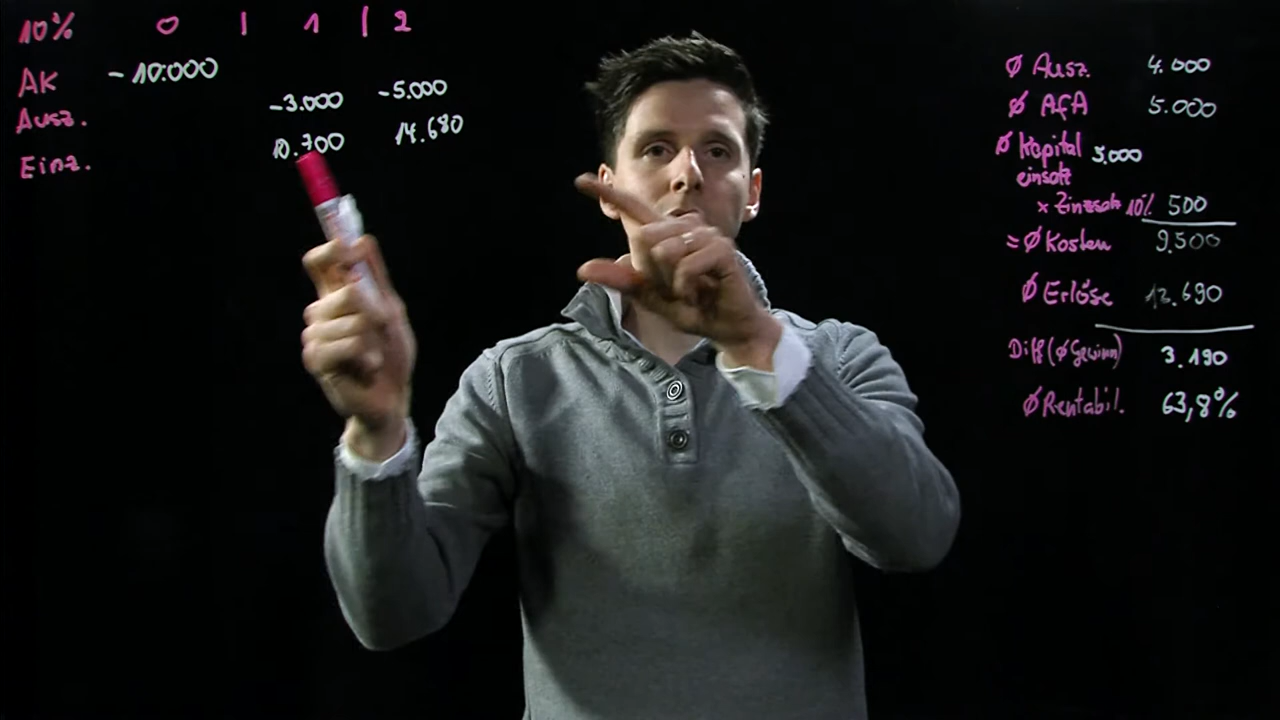 10% 0 | 1 | 2
AK -10.000
Ausz. -3.000 -5.000
Einz. 10.700 14.680
Ø Ausz. 4.000
Ø AfA 5.000
Ø Kapital 5.000
einsatz
x Zinssatz 10% 500
= Ø Kosten 9.500
Ø Erlöse 12.690
Diff (Ø Gewinn) 3.190
Ø Rentabil. 63,8%